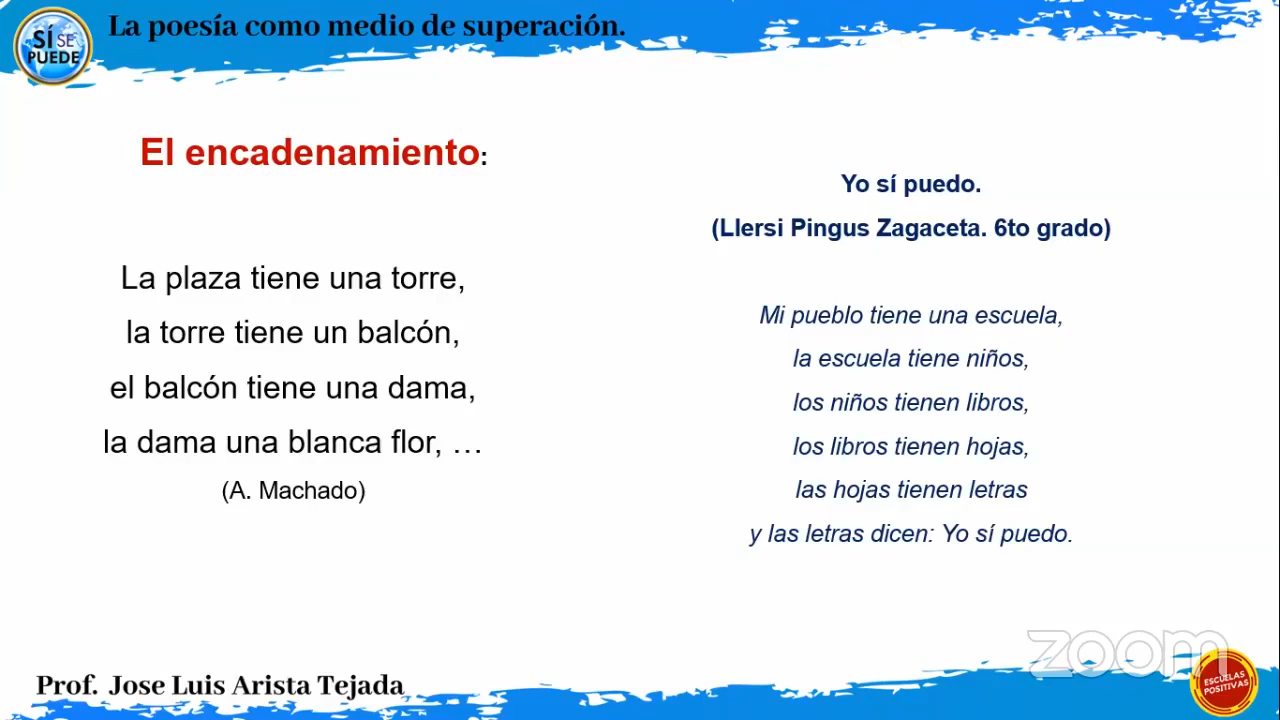 La poesía como medio de superación.
SÍ SE
PUEDE
El encadenamiento:
La plaza tiene una torre,
la torre tiene un balcón,
el balcón tiene una dama,
la dama una blanca flor, …
(A. Machado)
Yo sí puedo.
(Llersi Pingus Zagaceta. 6to grado)
Mi pueblo tiene una escuela,
la escuela tiene niños,
los niños tienen libros,
los libros tienen hojas,
las hojas tienen letras
y las letras dicen: Yo sí puedo.
Prof. Jose Luis Arista Tejada
zoom
ESCUELAS
POSITIVAS